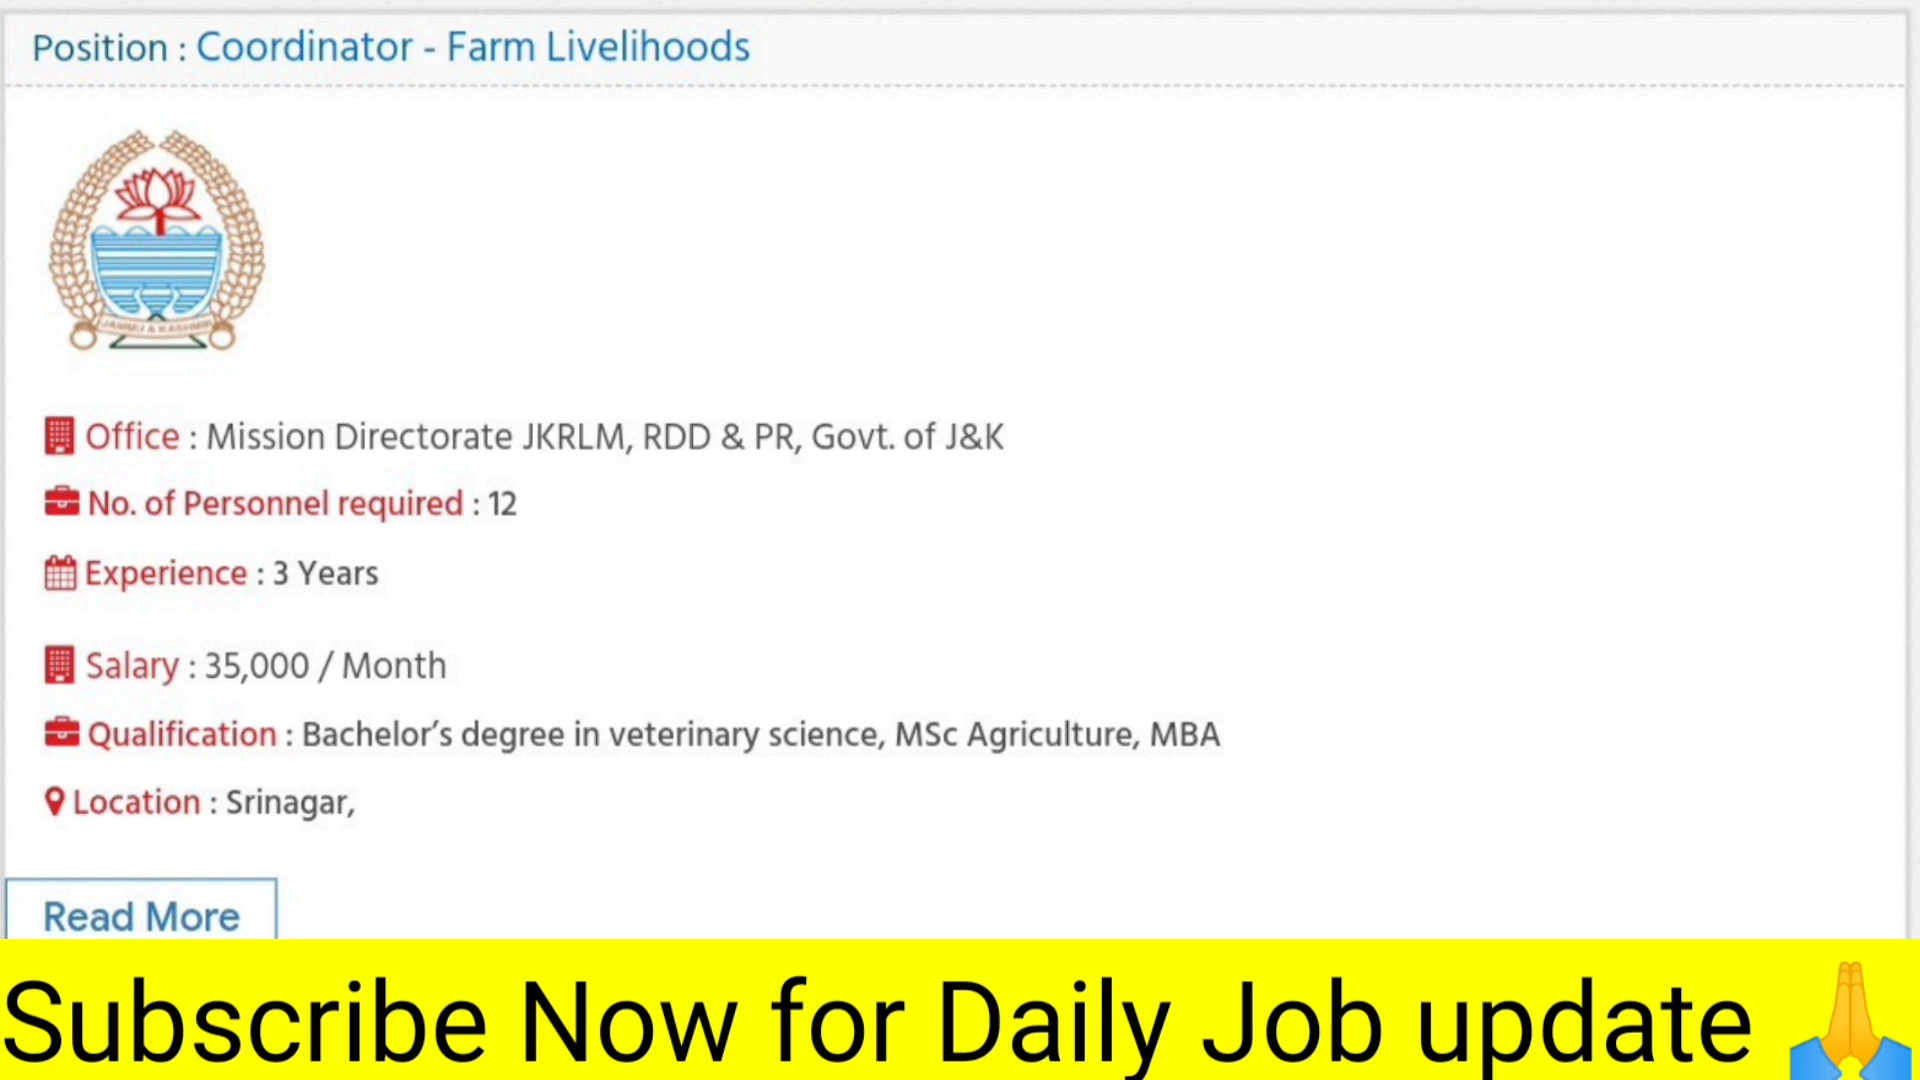 Position : Coordinator - Farm Livelihoods
JAMMU & KASHMIR
Office : Mission Directorate JKRLM, RDD & PR, Govt. of J&K
No. of Personnel required : 12
Experience : 3 Years
Salary : 35,000 / Month
Qualification : Bachelor’s degree in veterinary science, MSc Agriculture, MBA
Location : Srinagar,
Read More
Subscribe Now for Daily Job update 🙏